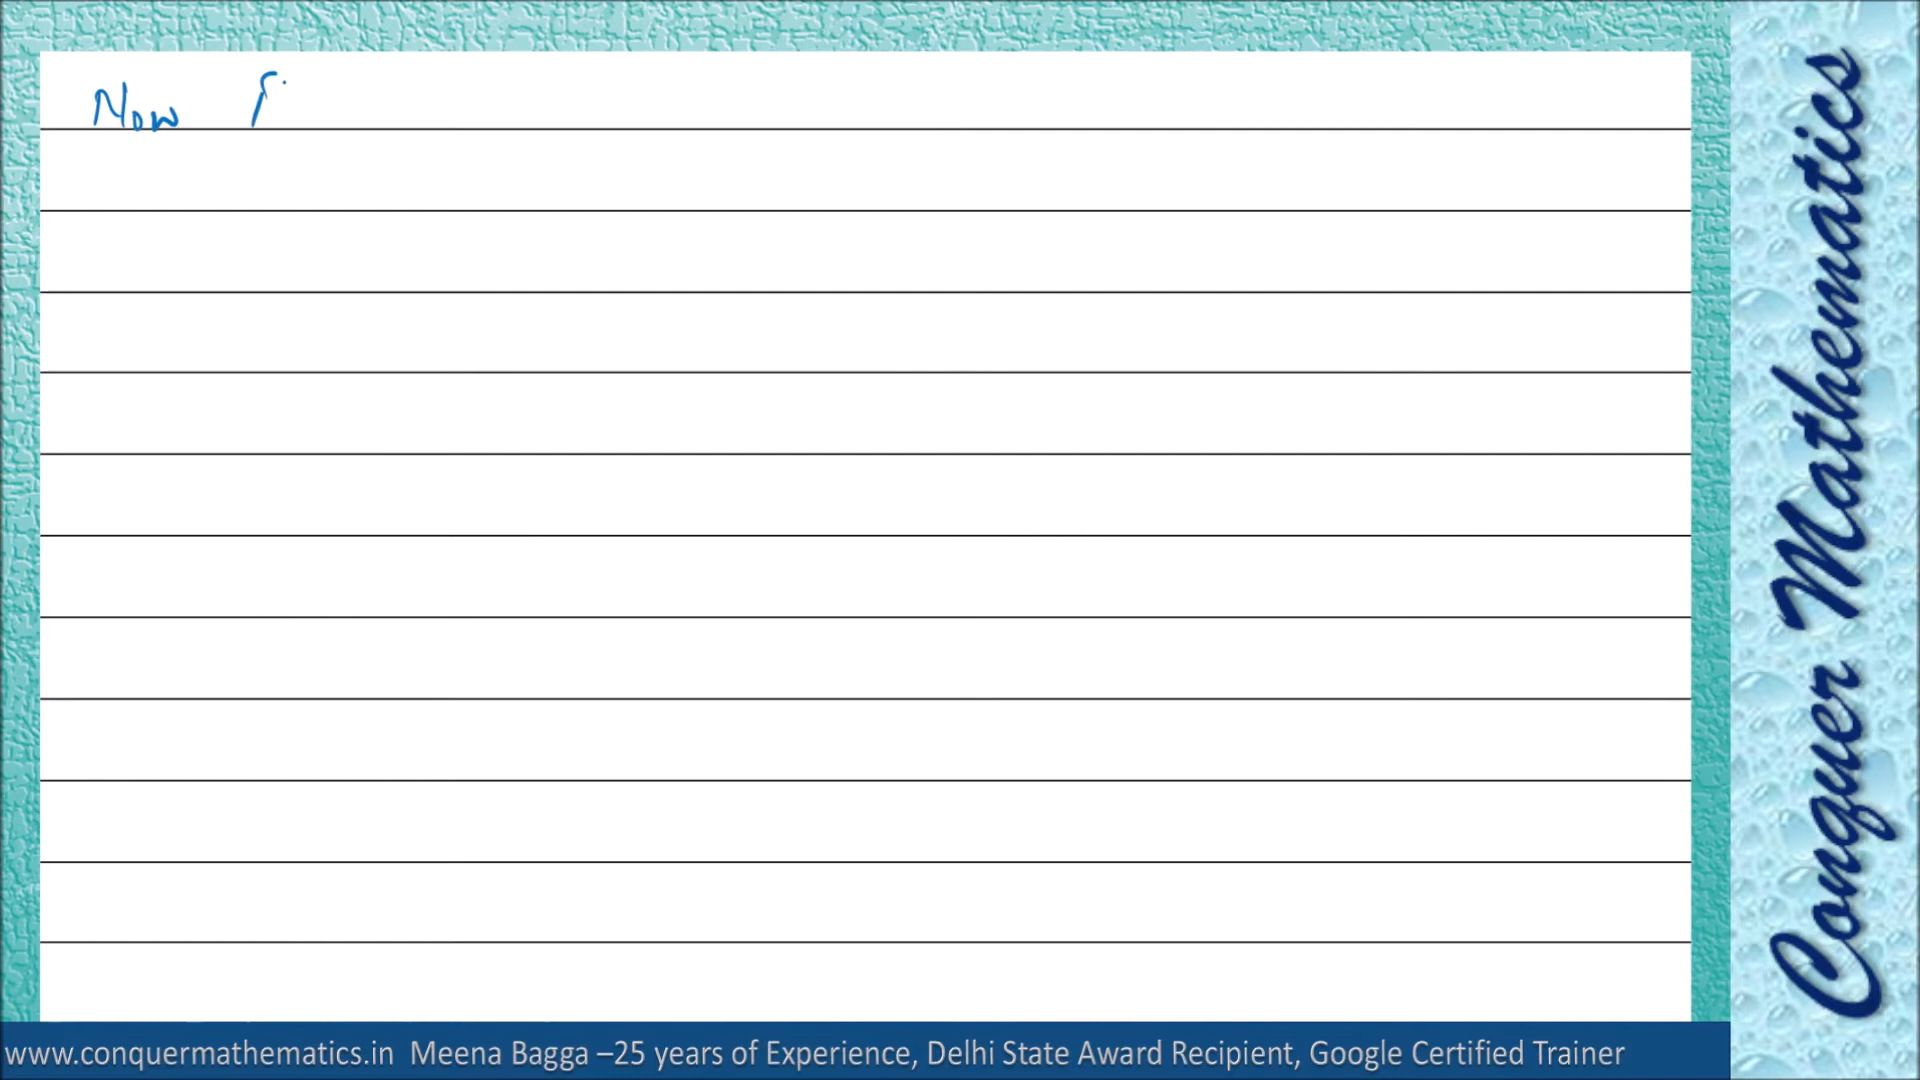 Now
Conquer Mathematics
www.conquermathematics.in Meena Bagga –25 years of Experience, Delhi State Award Recipient, Google Certified Trainer